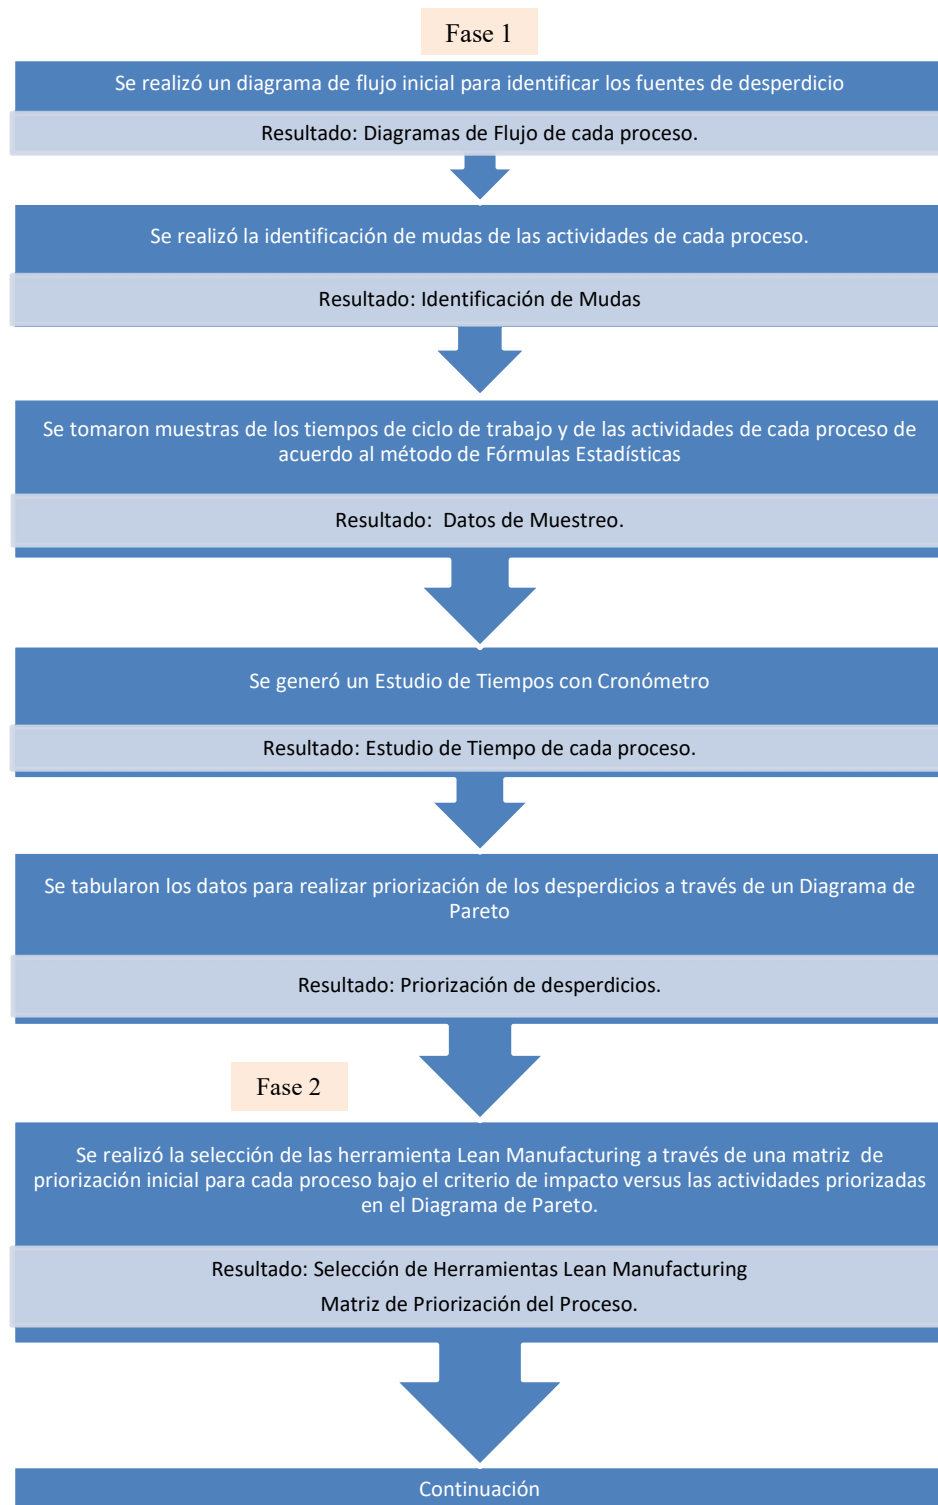 Fase 1
Se realizó un diagrama de flujo inicial para identificar los fuentes de desperdicio
Resultado: Diagramas de Flujo de cada proceso.
Se realizó la identificación de mudas de las actividades de cada proceso.
Resultado: Identificación de Mudas
Se tomaron muestras de los tiempos de ciclo de trabajo y de las actividades de cada proceso de
acuerdo al método de Fórmulas Estadísticas
Resultado:  Datos de Muestreo.
Se generó un Estudio de Tiempos con Cronómetro
Resultado: Estudio de Tiempo de cada proceso.
Se tabularon los datos para realizar priorización de los desperdicios a través de un Diagrama de
Pareto
Resultado: Priorización de desperdicios.
Fase 2
Se realizó la selección de las herramienta Lean Manufacturing a través de una matriz  de
priorización inicial para cada proceso bajo el criterio de impacto versus las actividades priorizadas
en el Diagrama de Pareto.
Resultado: Selección de Herramientas Lean Manufacturing
Matriz de Priorización del Proceso.
Continuación